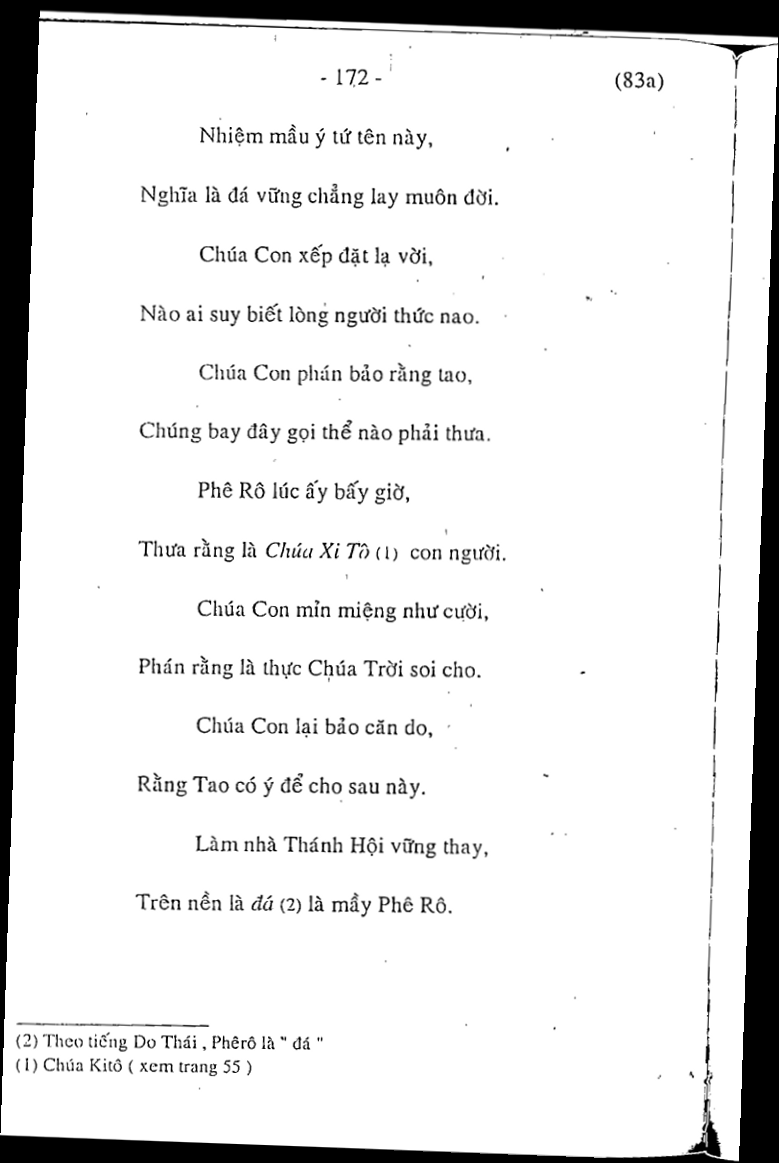 - 172 - (83a)
Nhiệm mầu ý tứ tên này,
Nghĩa là đá vững chẳng lay muôn đời.
Chúa Con xếp đặt lạ vời,
Nào ai suy biết lòng người thức nao.
Chúa Con phán bảo rằng tao,
Chúng bay đây gọi thể nào phải thưa.
Phê Rô lúc ấy bấy giờ,
Thưa rằng là Chúa Xi Tô (1) con người.
Chúa Con mỉn miệng như cười,
Phán rằng là thực Chúa Trời soi cho.
Chúa Con lại bảo căn do,
Rằng Tao có ý để cho sau này.
Làm nhà Thánh Hội vững thay,
Trên nền là đá (2) là mầy Phê Rô.
(2) Theo tiếng Do Thái , Phêrô là " đá "
(1) Chúa Kitô ( xem trang 55 )